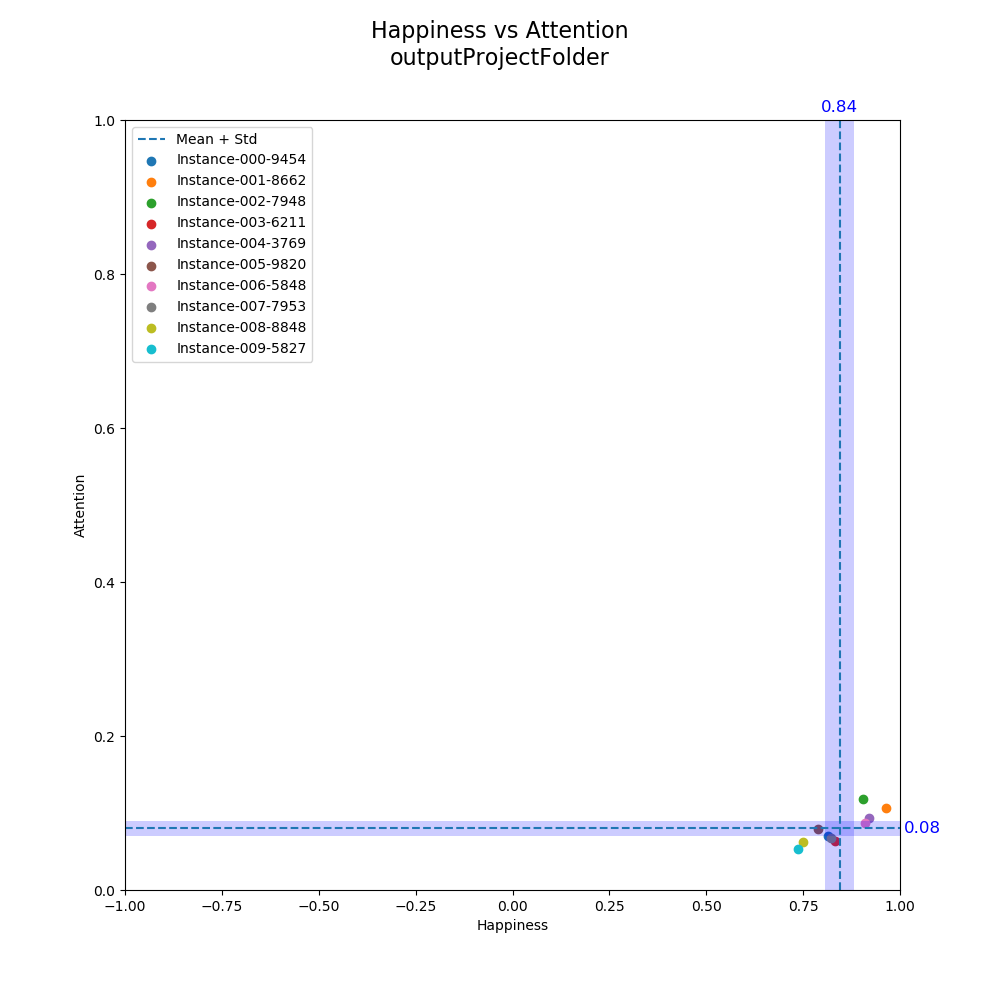 Happiness vs Attention
outputProjectFolder
0.84
1.0
0.8
0.6
0.4
0.2
0.0
Attention
Mean + Std
Instance-000-9454
Instance-001-8662
Instance-002-7948
Instance-003-6211
Instance-004-3769
Instance-005-9820
Instance-006-5848
Instance-007-7953
Instance-008-8848
Instance-009-5827
0.08
−1.00 −0.75 −0.50 −0.25 0.00 0.25 0.50 0.75 1.00
Happiness